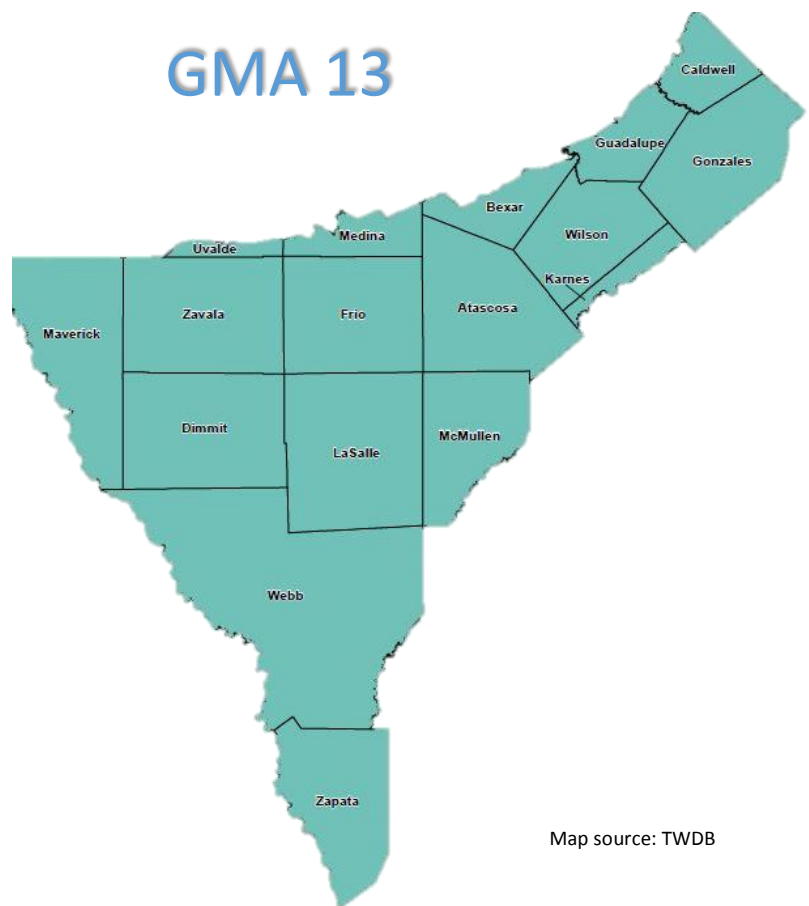 GMA 13
Caldwell
Guadalupe
Gonzales
Bexar
Wilson
Medina
Uvalde
Karnes
Atascosa
Zavala
Frio
Maverick
Dimmit
McMullen
LaSalle
Webb
Zapata
Map source: TWDB